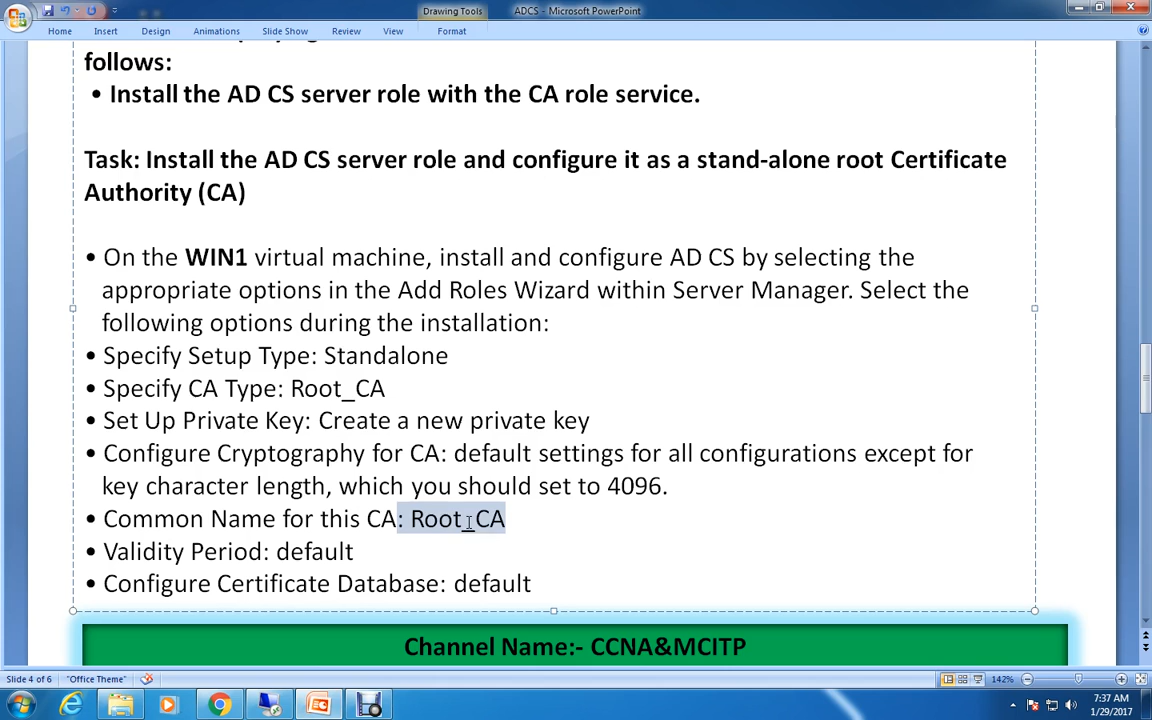 Drawing Tools
ADCS - Microsoft PowerPoint
Home Insert Design Animations Slide Show Review View Format
follows:
• Install the AD CS server role with the CA role service.
Task: Install the AD CS server role and configure it as a stand-alone root Certificate
Authority (CA)
• On the WIN1 virtual machine, install and configure AD CS by selecting the
appropriate options in the Add Roles Wizard within Server Manager. Select the
following options during the installation:
• Specify Setup Type: Standalone
• Specify CA Type: Root_CA
• Set Up Private Key: Create a new private key
• Configure Cryptography for CA: default settings for all configurations except for
key character length, which you should set to 4096.
• Common Name for this CA: Root_CA
• Validity Period: default
• Configure Certificate Database: default
Channel Name:- CCNA&MCITP
Slide 4 of 6 "Office Theme" 142%
7:37 AM
1/29/2017